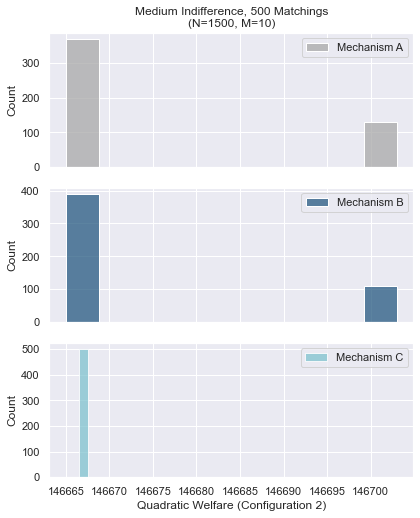 Medium Indifference, 500 Matchings
(N=1500, M=10)
Mechanism A
300
200
100
0
Count
Mechanism B
400
300
200
100
0
Count
Mechanism C
500
400
300
200
100
0
Count
146665 146670 146675 146680 146685 146690 146695 146700
Quadratic Welfare (Configuration 2)